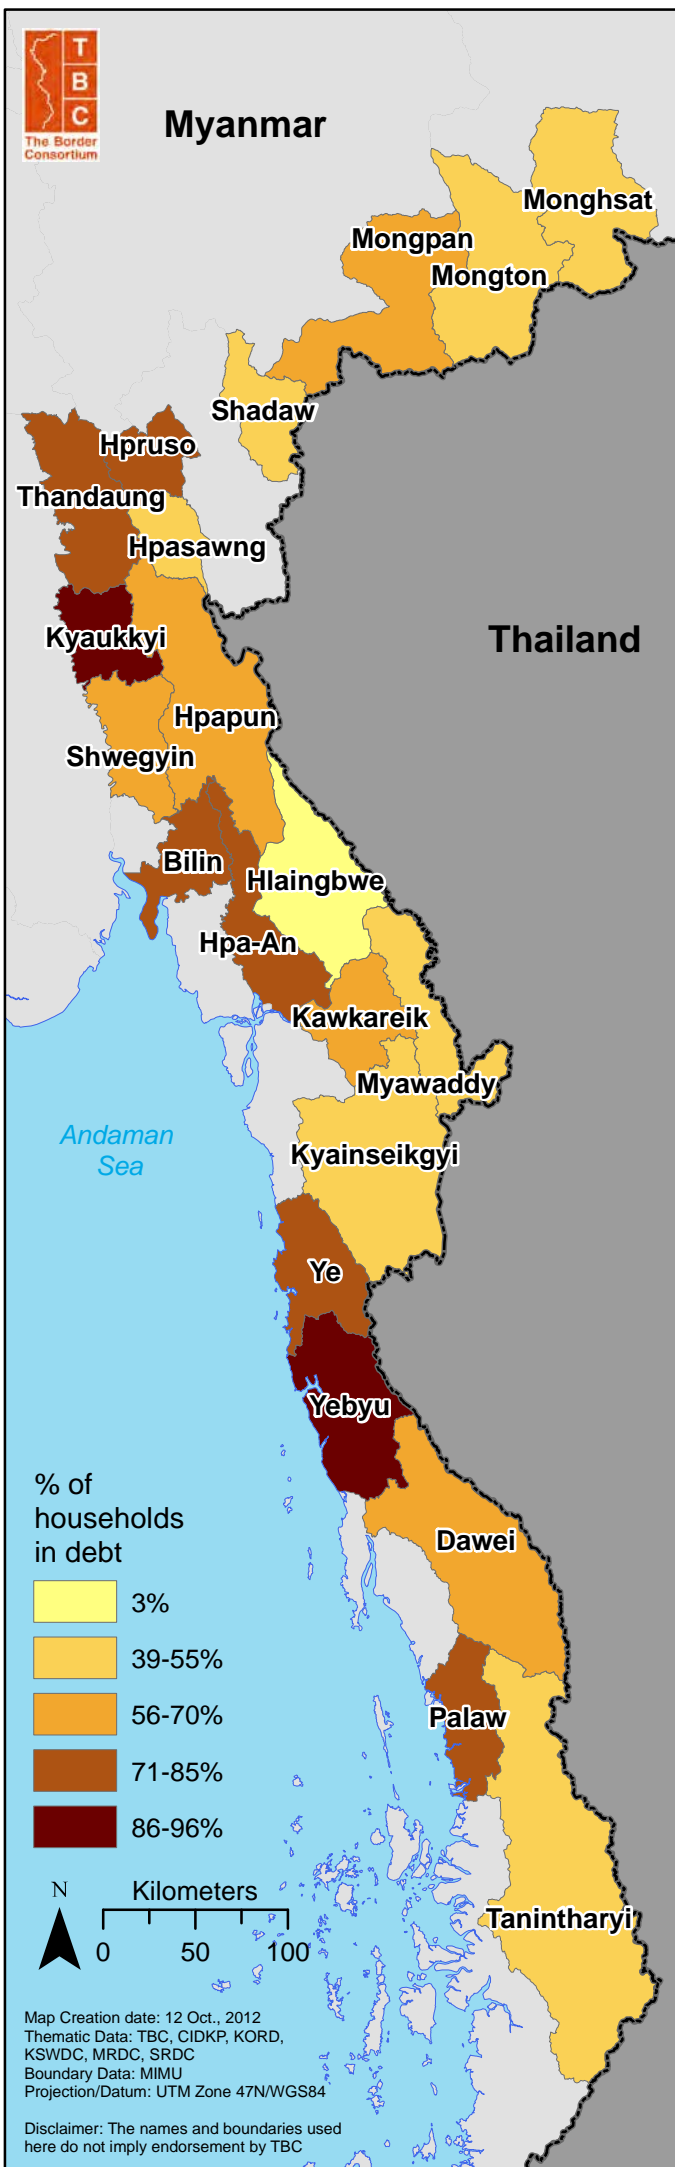 T
B
C
The Border
Consortium
Myanmar
Monghsat
Mongpan
Mongton
Shadaw
Hpruso
Thandaung
Hpasawng
Kyaukkyi
Thailand
Hpapun
Shwegyin
Bilin
Hlaingbwe
Hpa-An
Kawkareik
Myawaddy
Andaman
Sea
Kyainseikgyi
Ye
Yebyu
% of
households
in debt
Dawei
3%
39-55%
56-70%
Palaw
71-85%
86-96%
N
Kilometers
0 50 100
Tanintharyi
Map Creation date: 12 Oct., 2012
Thematic Data: TBC, CIDKP, KORD,
KSWDC, MRDC, SRDC
Boundary Data: MIMU
Projection/Datum: UTM Zone 47N/WGS84
Disclaimer: The names and boundaries used
here do not imply endorsement by TBC